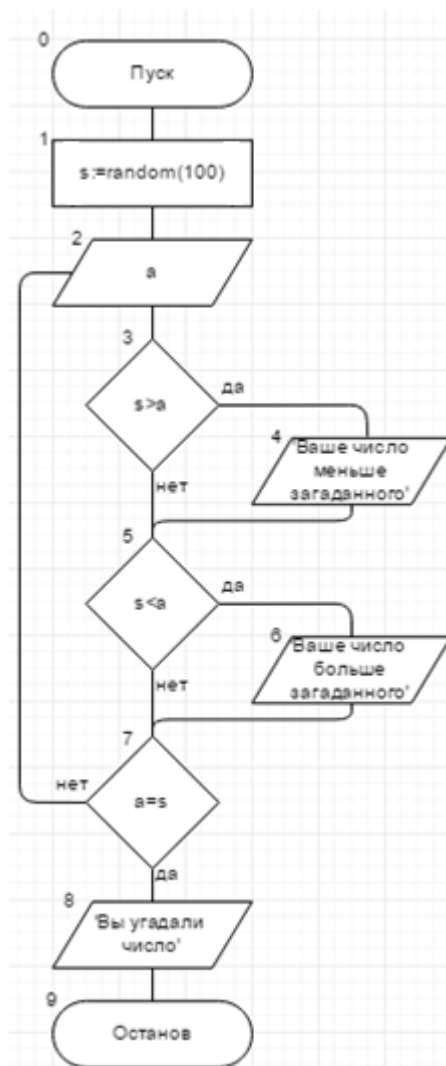 0
Пуск
1
s:=random(100)
2
a
3
s>a
да
4
'Ваше число
меньше
загаданного'
нет
5
s<a
да
6
'Ваше число
больше
загаданного'
нет
7
нет
a=s
да
8
'Вы угадали
число'
9
Останов